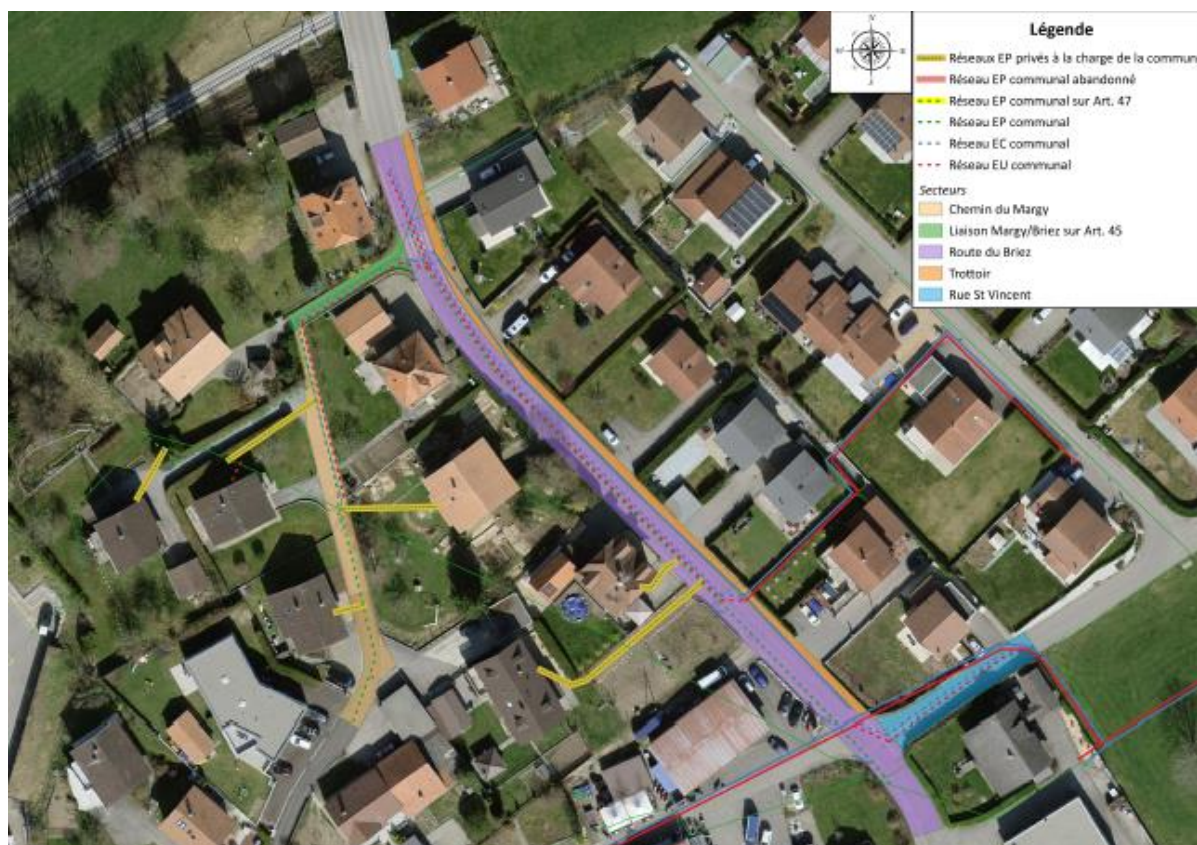 N
Légende
Réseaux EP privés à la charge de la commun
Réseau EP communal abandonné
Réseau EP communal sur Art. 47
Réseau EP communal
Réseau EC communal
Réseau EU communal
Secteurs
Chemin du Margy
Liaison Margy/Briez sur Art. 45
Route du Briez
Trottoir
Rue St Vincent